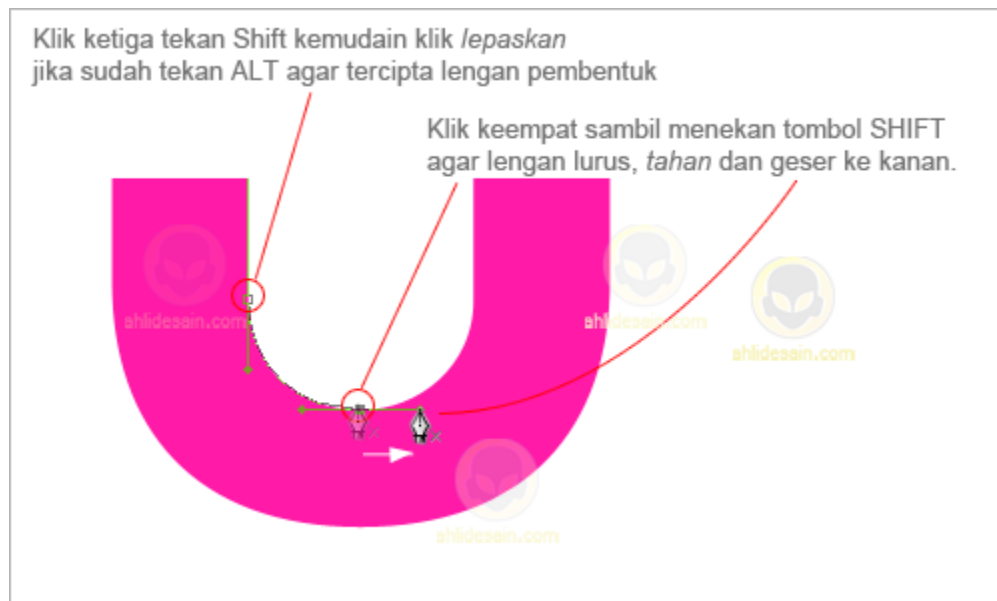 Klik ketiga tekan Shift kemudain klik lepaskan
jika sudah tekan ALT agar tercipta lengan pembentuk
Klik keempat sambil menekan tombol SHIFT
agar lengan lurus, tahan dan geser ke kanan.
ahlidesain.com
ahlidesain.com
ahlidesain.com
ahlidesain.com